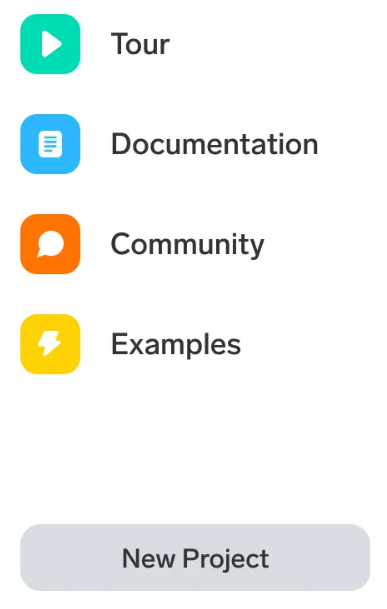 Tour
Documentation
Community
Examples
New Project